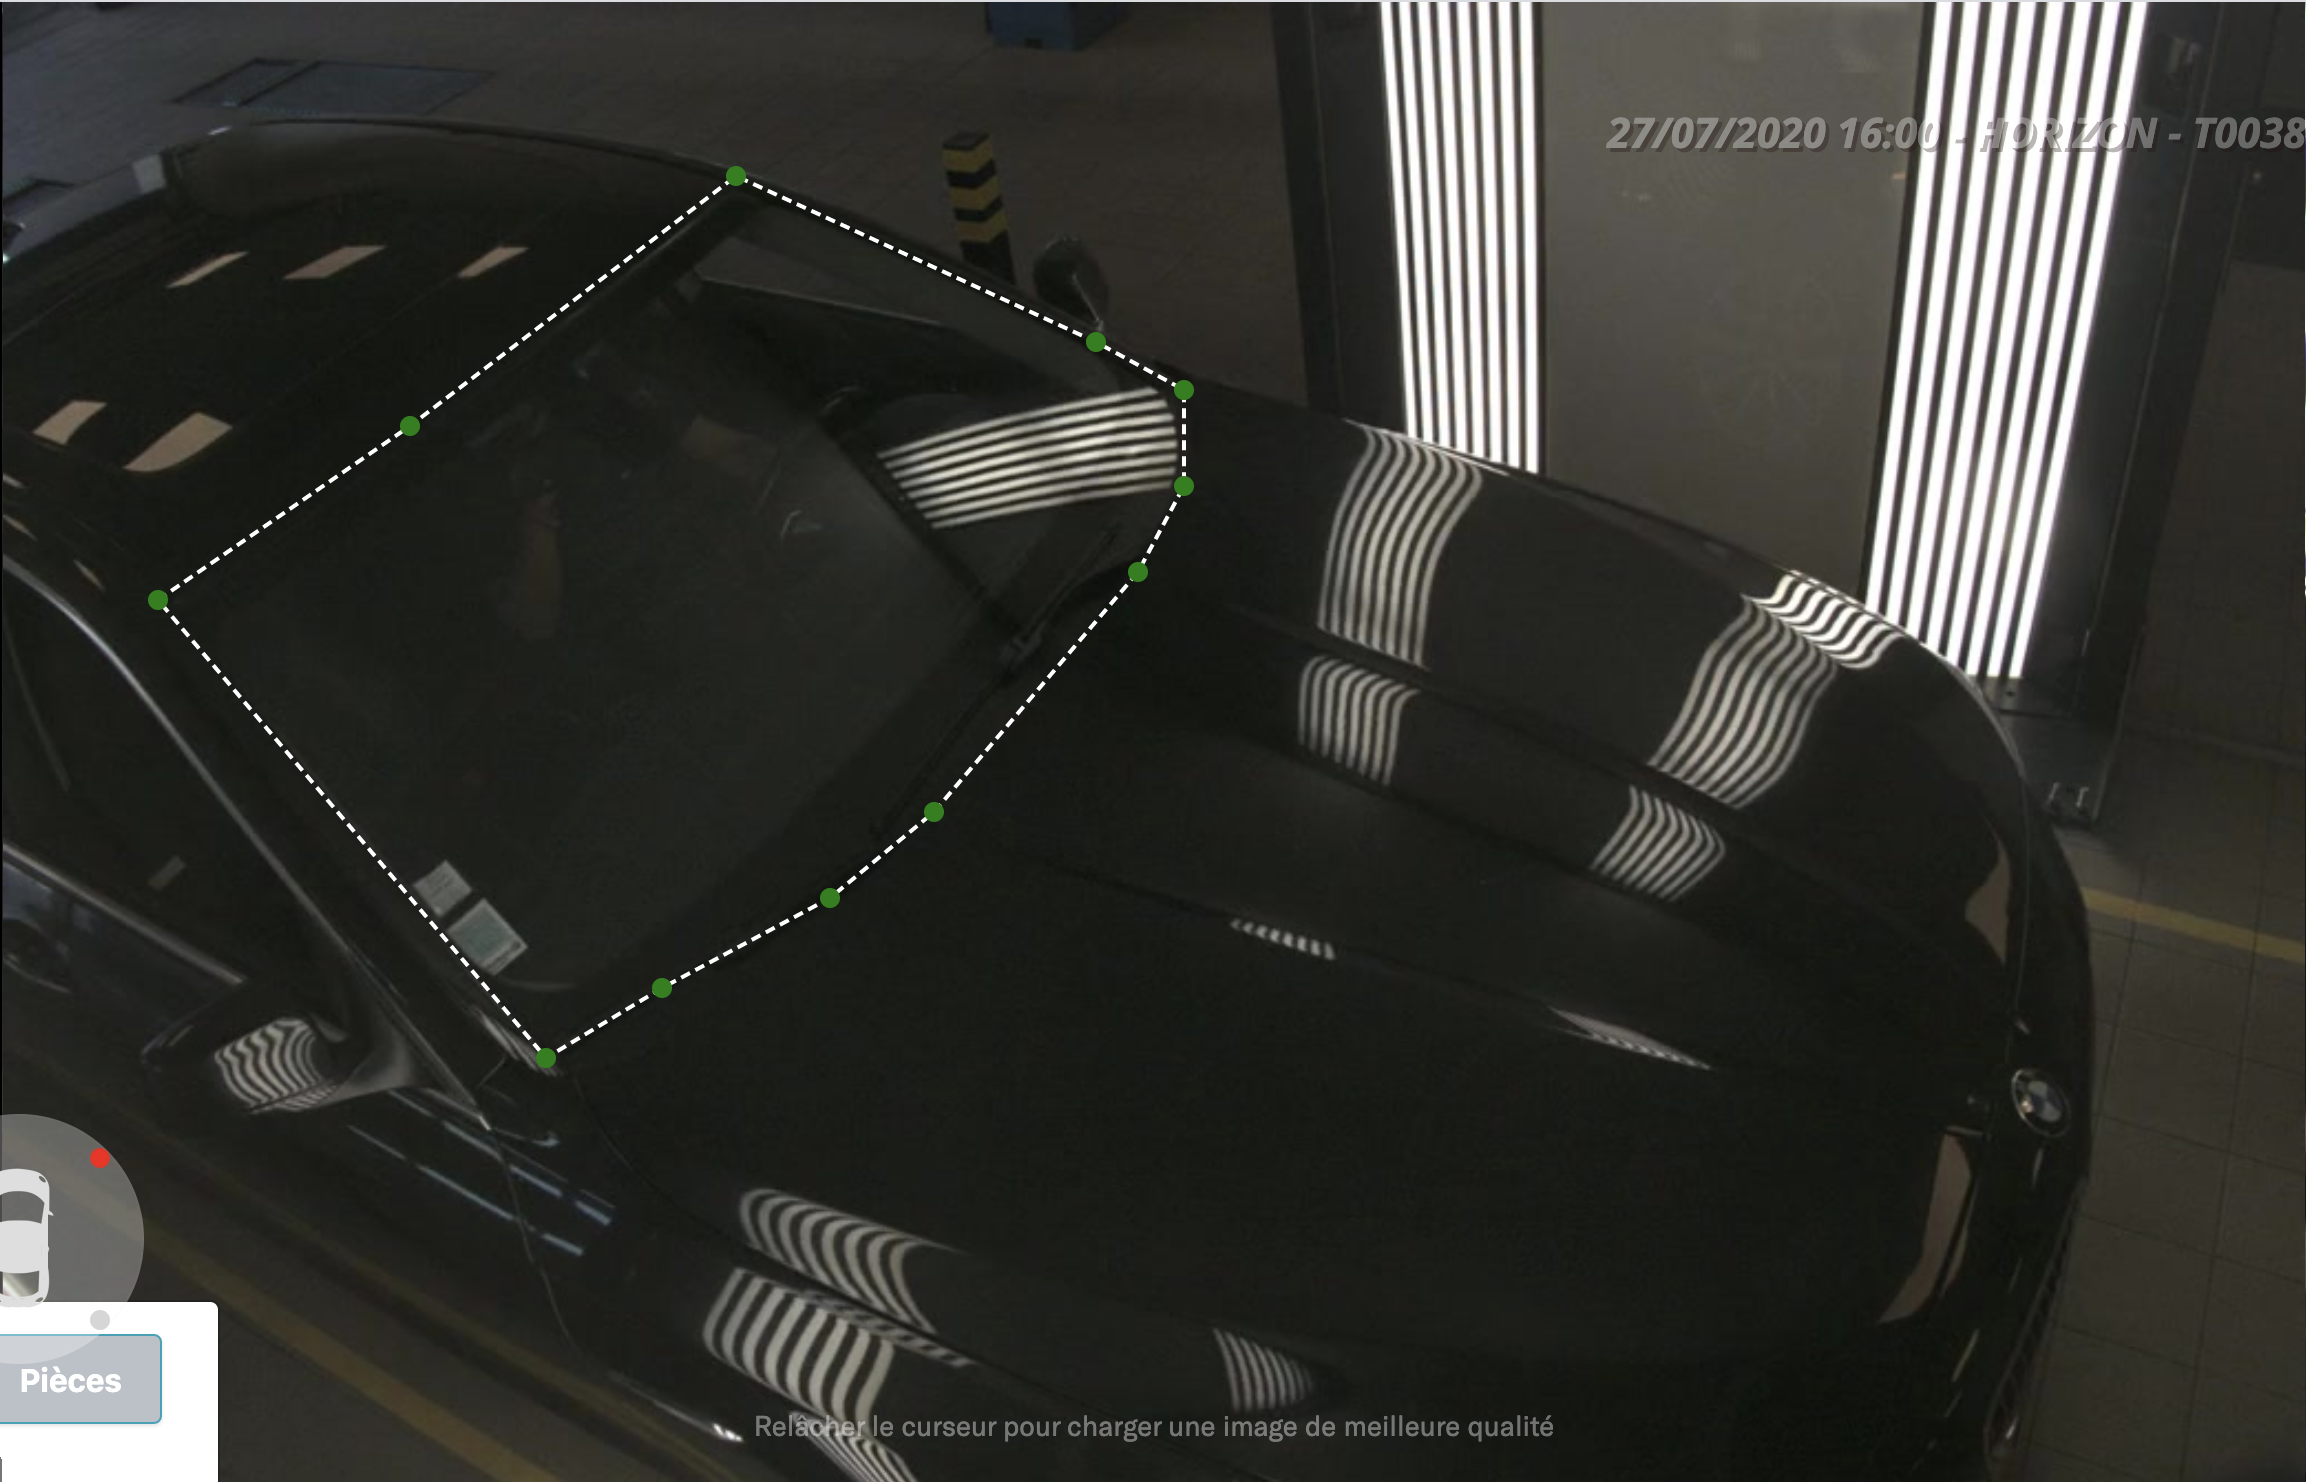 27/07/2020 16:00 - HORIZON - T0038
Pièces
Relâcher le curseur pour charger une image de meilleure qualité